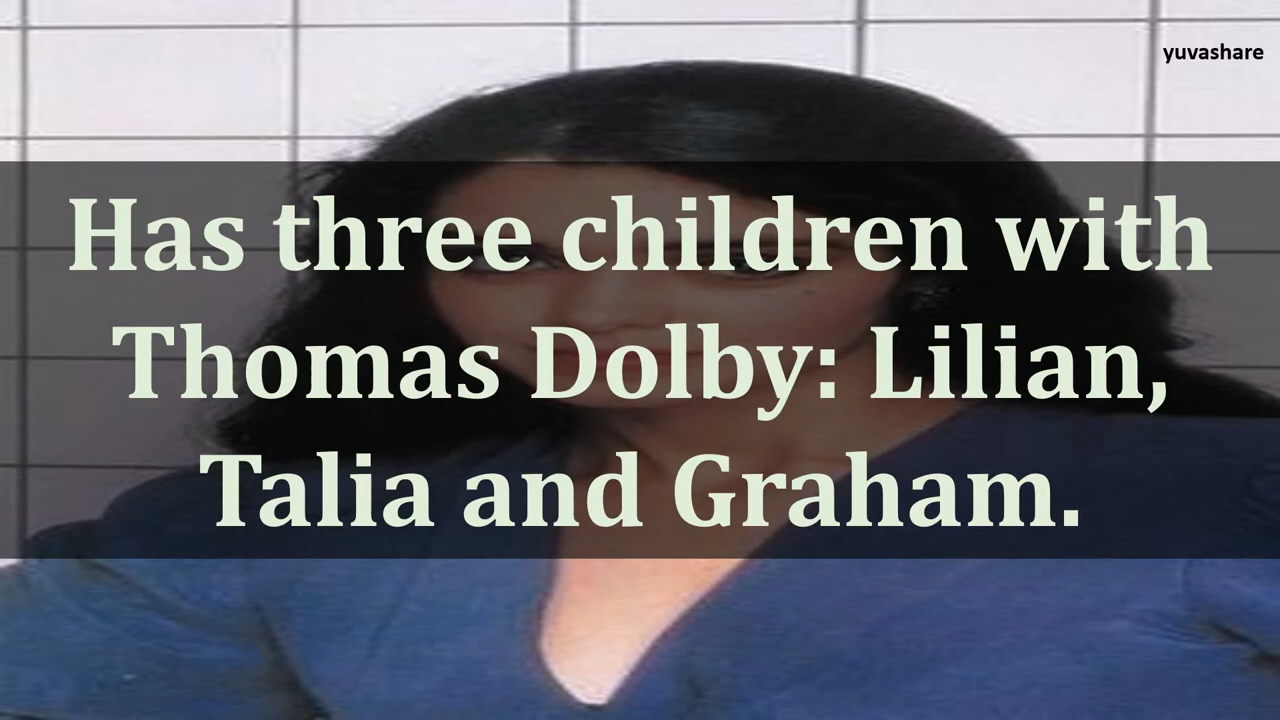 yuvashare
Has three children with
Thomas Dolby: Lilian,
Talia and Graham.